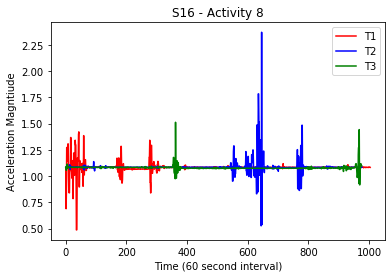 S16 - Activity 8
Acceleration Magntiude
2.25
2.00
1.75
1.50
1.25
1.00
0.75
0.50
T1
T2
T3
0 200 400 600 800 1000
Time (60 second interval)